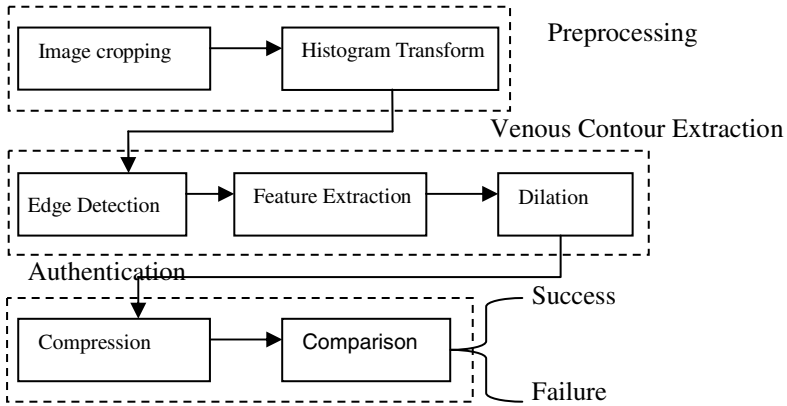 Preprocessing
Image cropping
Histogram Transform
Venous Contour Extraction
Edge Detection
Feature Extraction
Dilation
Authentication
Success
Compression
Comparison
Failure